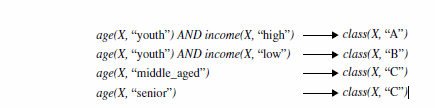 age(X, “youth”) AND income(X, “high”) ⟶ class(X, “A”)
age(X, “youth”) AND income(X, “low”) ⟶ class(X, “B”)
age(X, “middle_aged”) ⟶ class(X, “C”)
age(X, “senior”) ⟶ class(X, “C”)